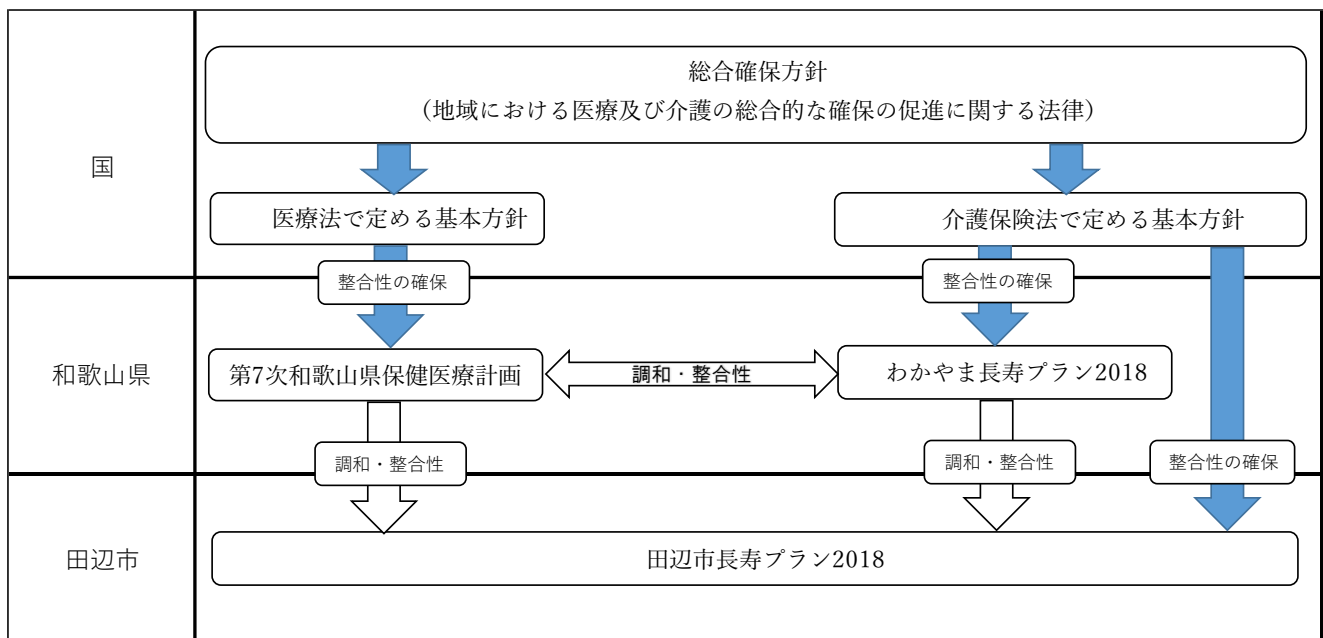 総合確保方針
（地域における医療及び介護の総合的な確保の促進に関する法律）
国
医療法で定める基本方針
介護保険法で定める基本方針
整合性の確保
整合性の確保
和歌山県
第7次和歌山県保健医療計画
調和・整合性
わかやま長寿プラン2018
調和・整合性
調和・整合性
整合性の確保
田辺市
田辺市長寿プラン2018